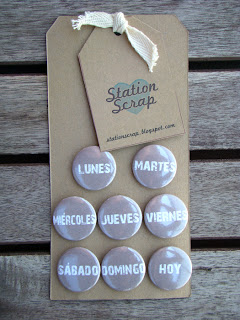 Station
Scrap
stationscrap.blogspot.com
LUNES
MARTES
MIÉRCOLES
JUEVES
VIERNES
SÁBADO
DOMINGO
HOY